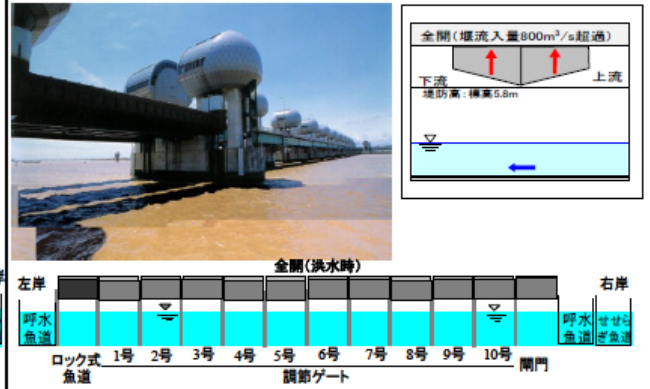 全開(堰流入量800m³/s超過)
下流
上流
堤防高：標高5.8m
全開(洪水時)
左岸
右岸
呼水
魚道
呼水
魚道
せせら
ぎ魚道
ロック式
魚道
1号
2号
3号
4号
5号
6号
7号
8号
9号
10号
閘門
調節ゲート